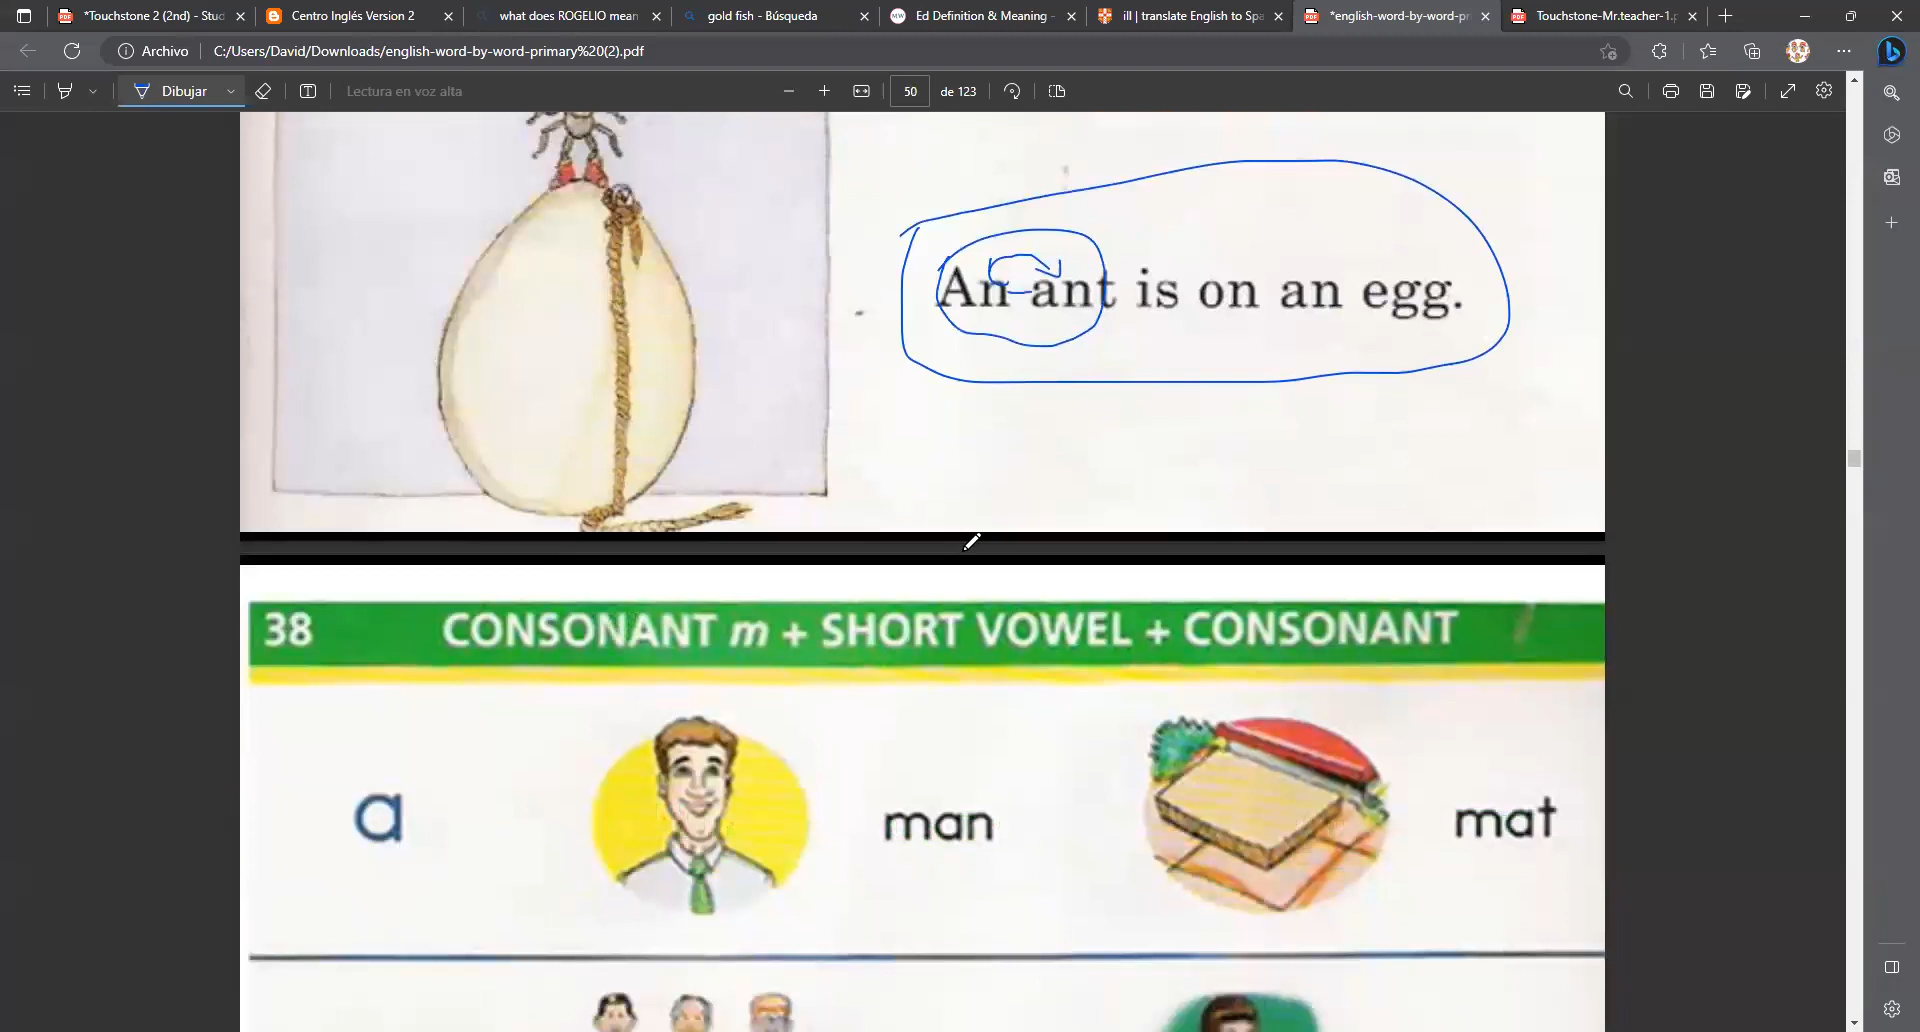 *Touchstone 2 (2nd) - Stud
Centro Inglés Version 2
what does ROGELIO mean
gold fish - Búsqueda
Ed Definition & Meaning -
ill | translate English to Spa
*english-word-by-word-pr
Touchstone-Mr.teacher-1.p
Archivo
C:/Users/David/Downloads/english-word-by-word-primary%20(2).pdf
Dibujar
Lectura en voz alta
50 de 123
An ant is on an egg.
38 CONSONANT m + SHORT VOWEL + CONSONANT
a man mat